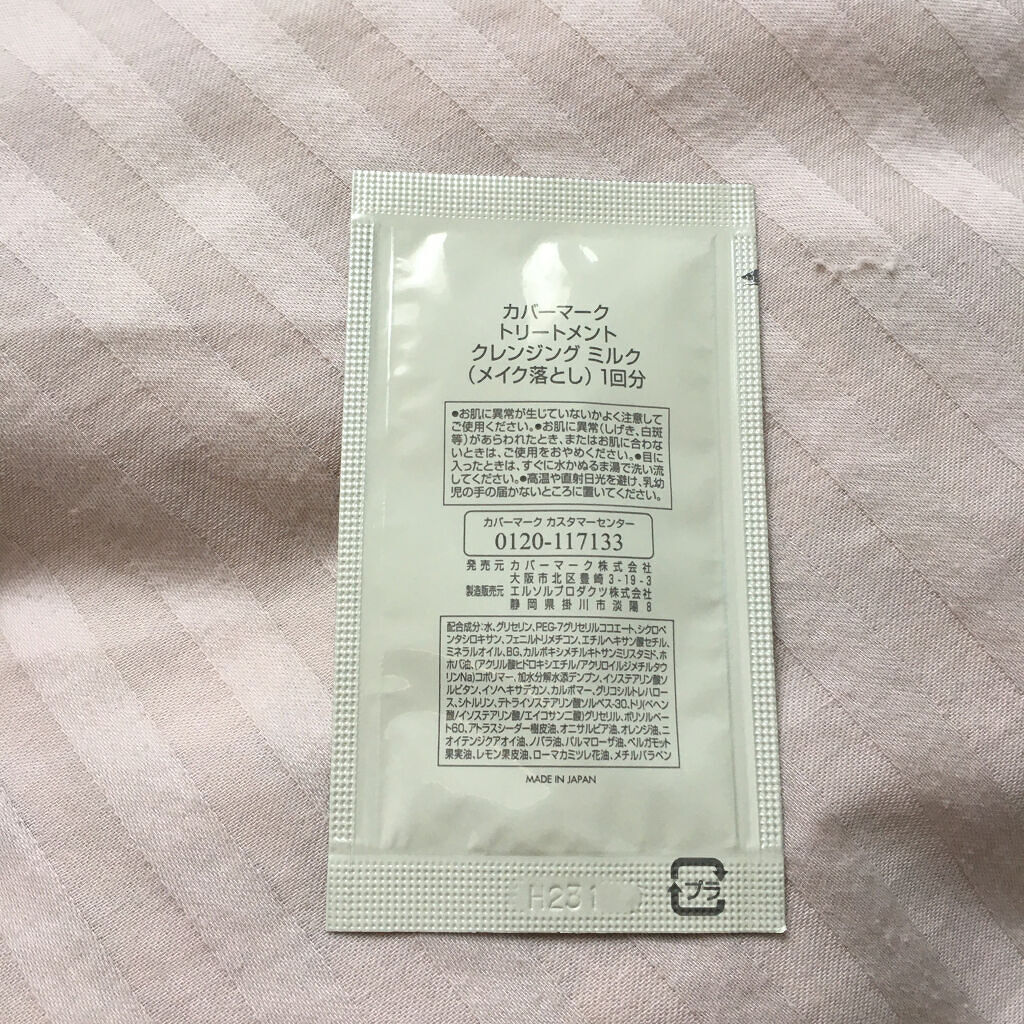 カバーマーク
トリートメント
クレンジング ミルク
（メイク落とし）1回分
●お肌に異常が生じていないかよく注意して
ご使用ください。●お肌に異常(しげき、白斑
等)があらわれたとき、またはお肌に合わな
いときは、ご使用をおやめください。●目に
入ったときは、すぐに水かぬるま湯で洗い流
してください。●高温や直射日光を避け、乳幼
児の手の届かないところに置いてください。
カバーマーク カスタマーセンター
0120-117133
発売元 カバーマーク株式会社
大阪市北区豊崎3-19-3
製造販売元 エルソルプロダクツ株式会社
静岡県掛川市淡陽8
配合成分:水、グリセリン、PEG-7グリセリルココエート、シクロペ
ンタシロキサン、フェニルトリメチコン、エチルヘキサン酸セチル、
ミネラルオイル、BG、カルボキシメチルキトサンミリスタミド、ホ
ホバ油、(アクリル酸ヒドロキシエチル/アクリロイルジメチルタウ
リンNa)コポリマー、加水分解水添デンプン、イソステアリン酸ソ
ルビタン、イソヘキサデカン、カルボマー、グリコシルトレハロー
ス、シトルリン、テトライソステアリン酸ソルベス-30、トリ(ベヘン
酸/イソステアリン酸/エイコサン二酸)グリセリル、ポリソルベー
ト60、アトラスシーダー樹皮油、オニサルビア油、オレンジ油、ニ
オイテンジクアオイ油、ノバラ油、パルマローザ油、ベルガモット
果実油、レモン果皮油、ローマカミツレ花油、メチルパラベン
MADE IN JAPAN
H231
プラ